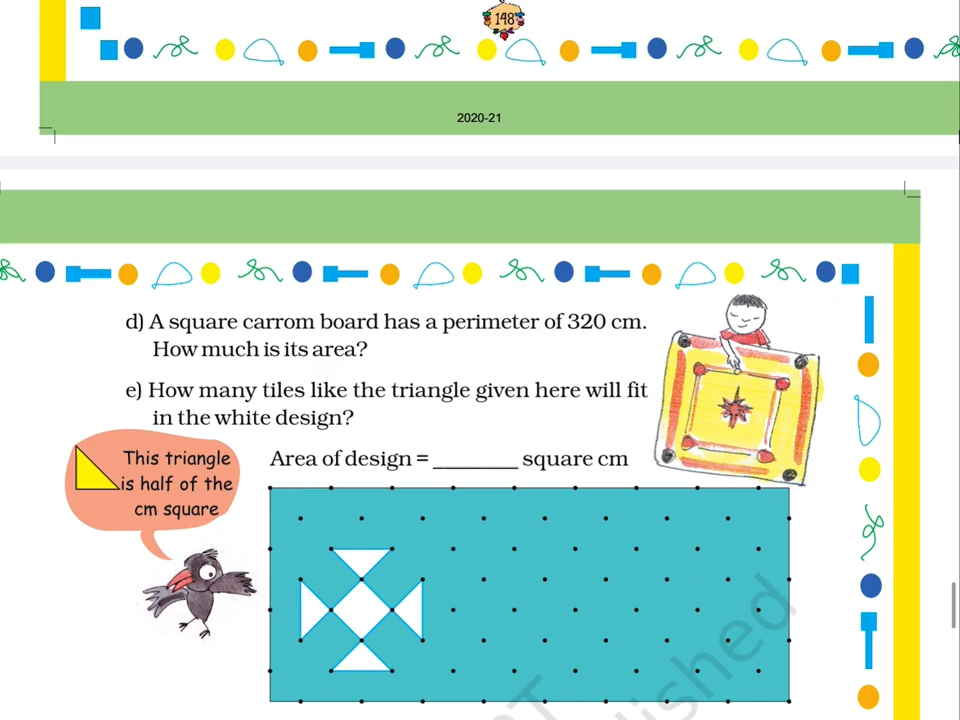 148
2020-21
d) A square carrom board has a perimeter of 320 cm.
How much is its area?
e) How many tiles like the triangle given here will fit
in the white design?
This triangle
is half of the
cm square
Area of design = ________ square cm
shed